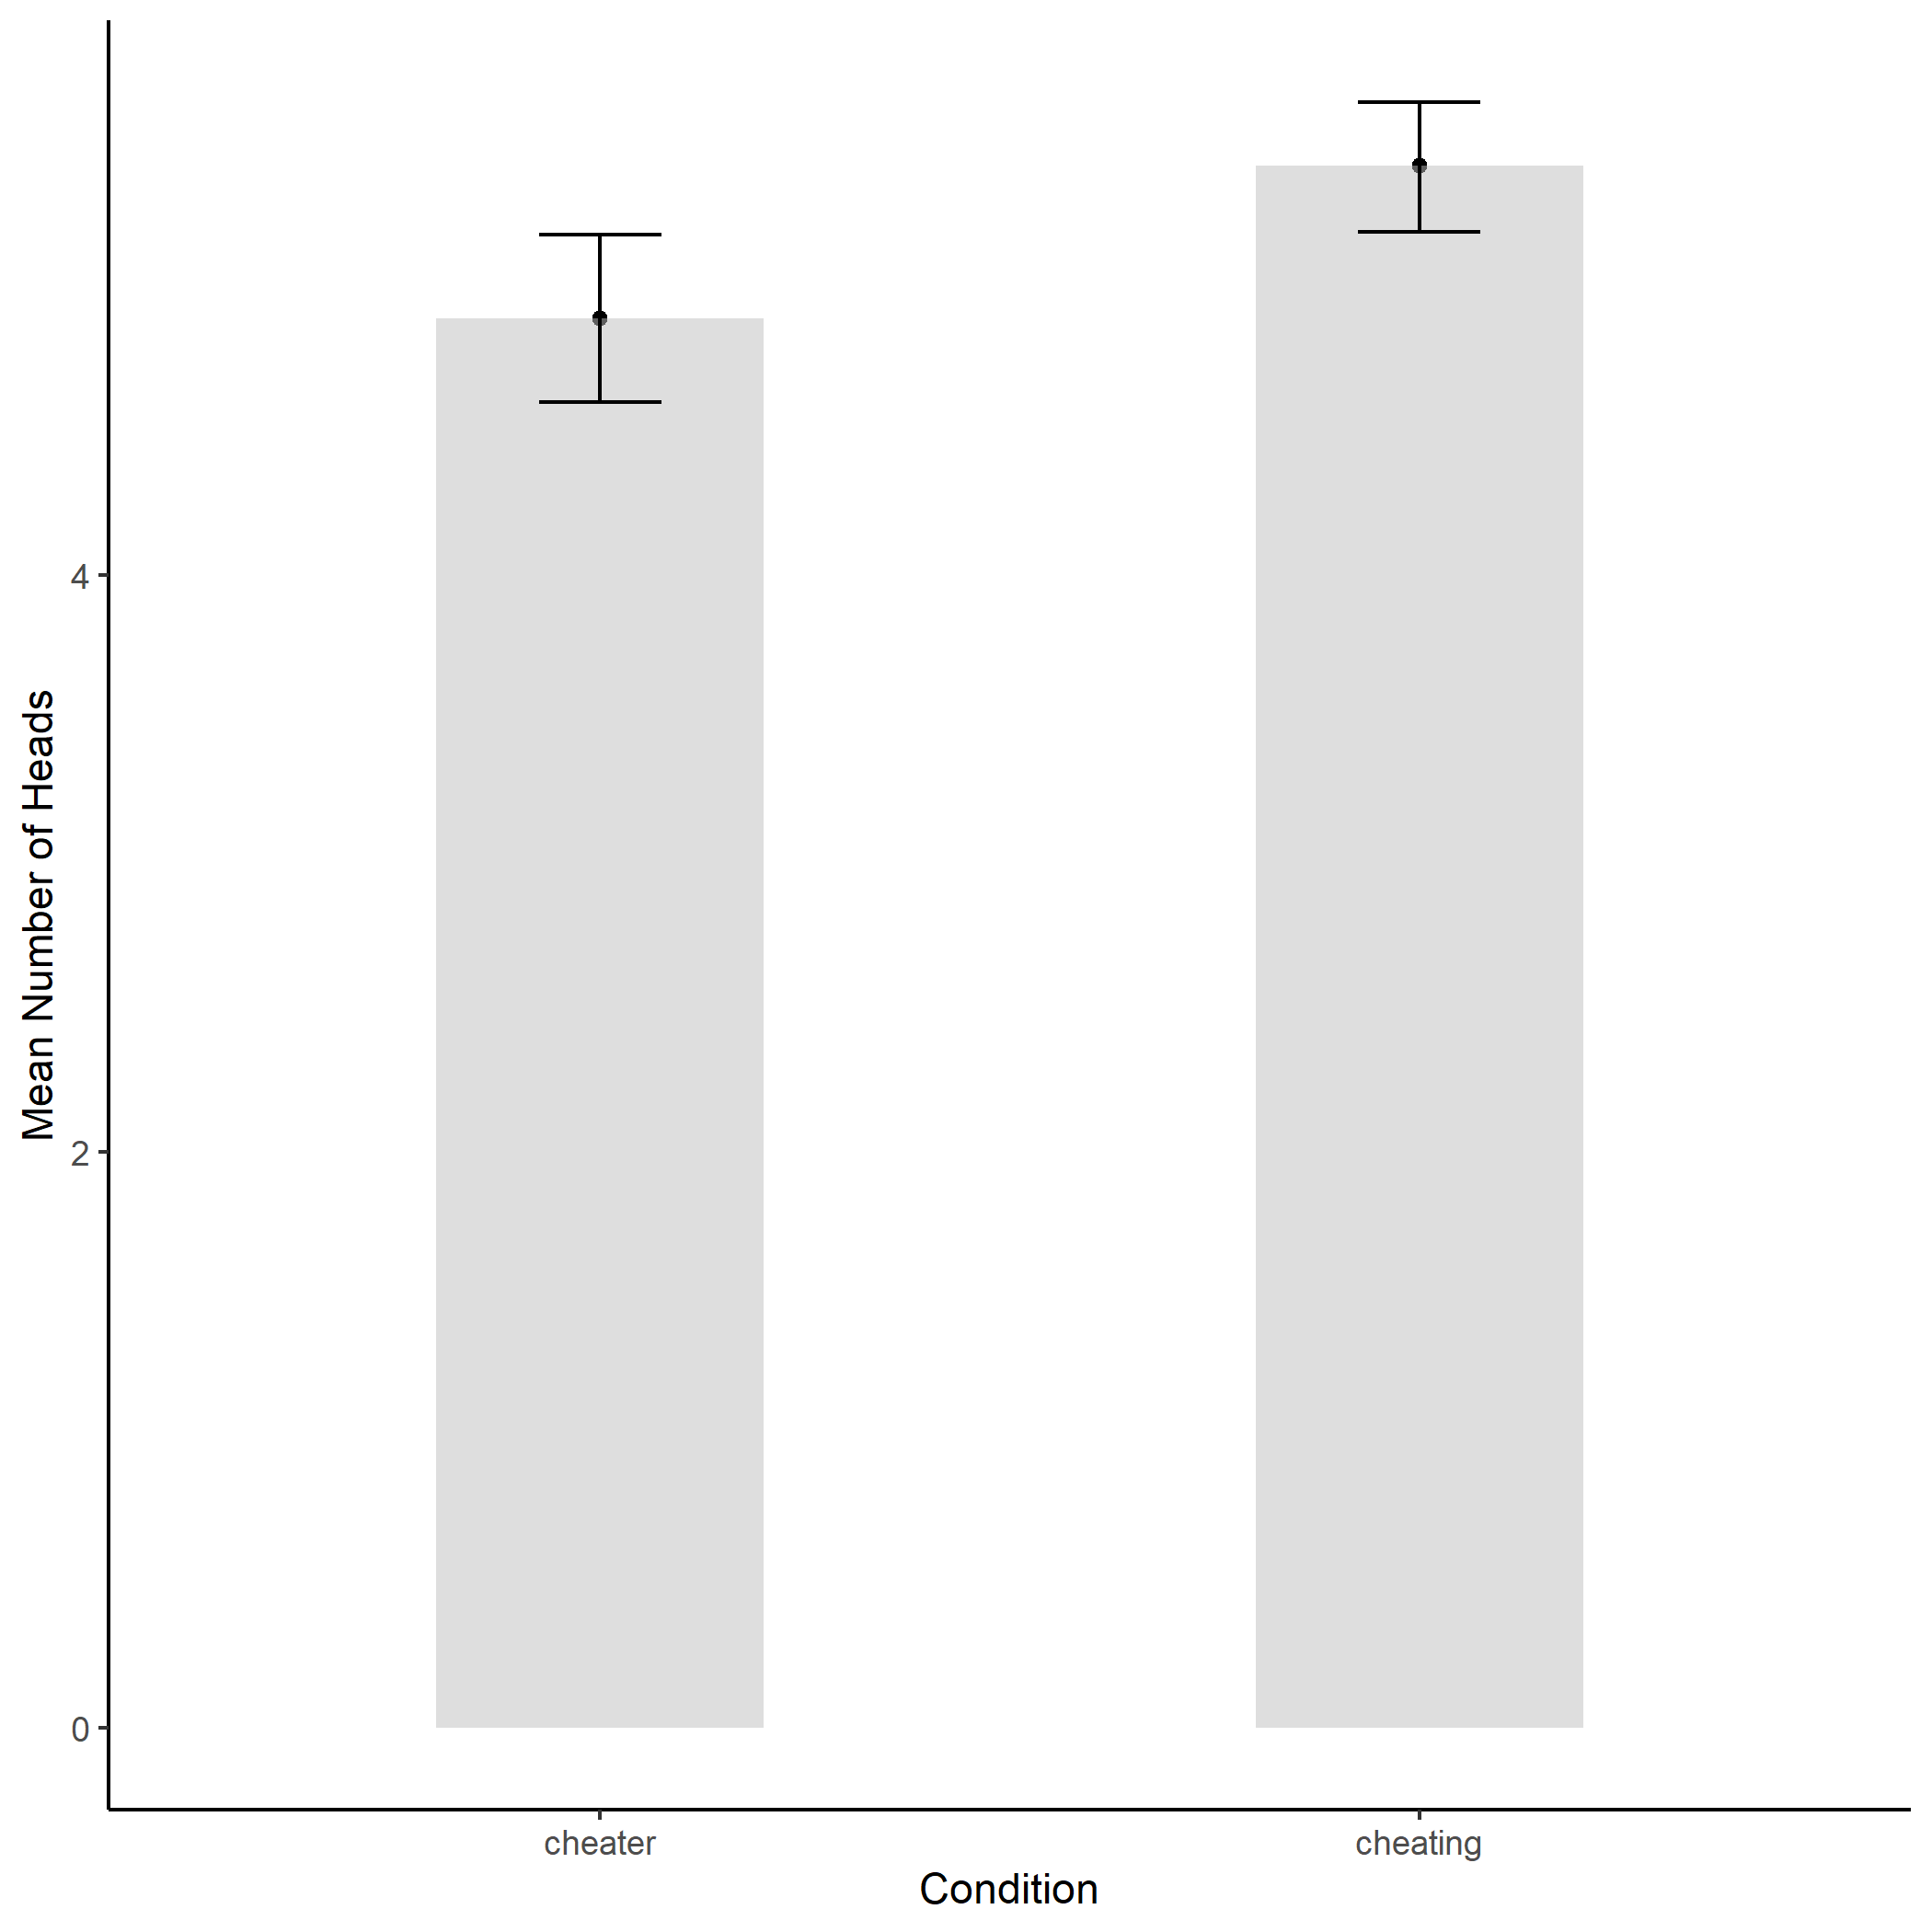 Mean Number of Heads
4
2
0
cheater
cheating
Condition